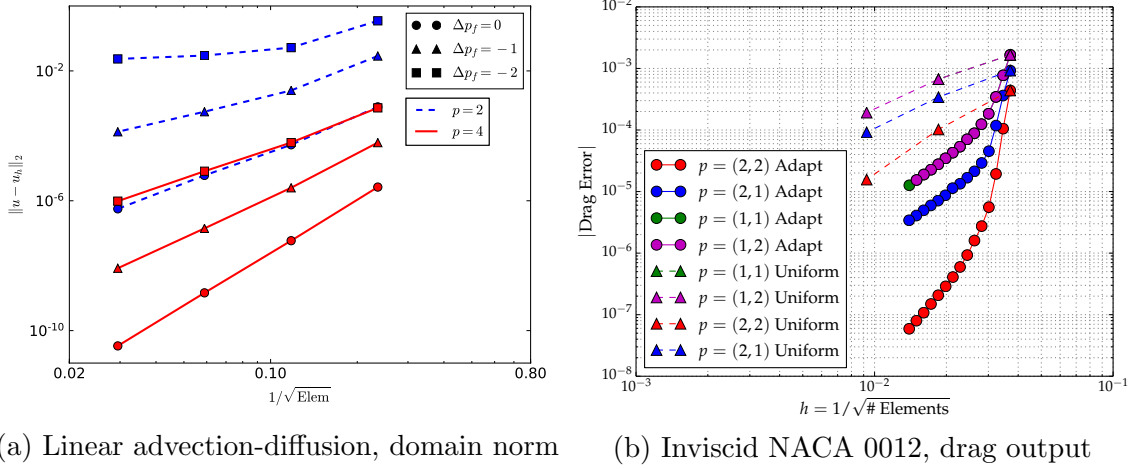 10^{-2}
10^{-6}
10^{-10}
‖u − u_h‖_2
0.02
0.10
0.80
1/√Elem
Δp_f = 0
Δp_f = −1
Δp_f = −2
p = 2
p = 4
(a) Linear advection-diffusion, domain norm
10^{-2}
10^{-3}
10^{-4}
10^{-5}
10^{-6}
10^{-7}
10^{-8}
|Drag Error|
10^{-3}
10^{-2}
10^{-1}
h = 1/√# Elements
p = (2, 2) Adapt
p = (2, 1) Adapt
p = (1, 1) Adapt
p = (1, 2) Adapt
p = (1, 1) Uniform
p = (1, 2) Uniform
p = (2, 2) Uniform
p = (2, 1) Uniform
(b) Inviscid NACA 0012, drag output